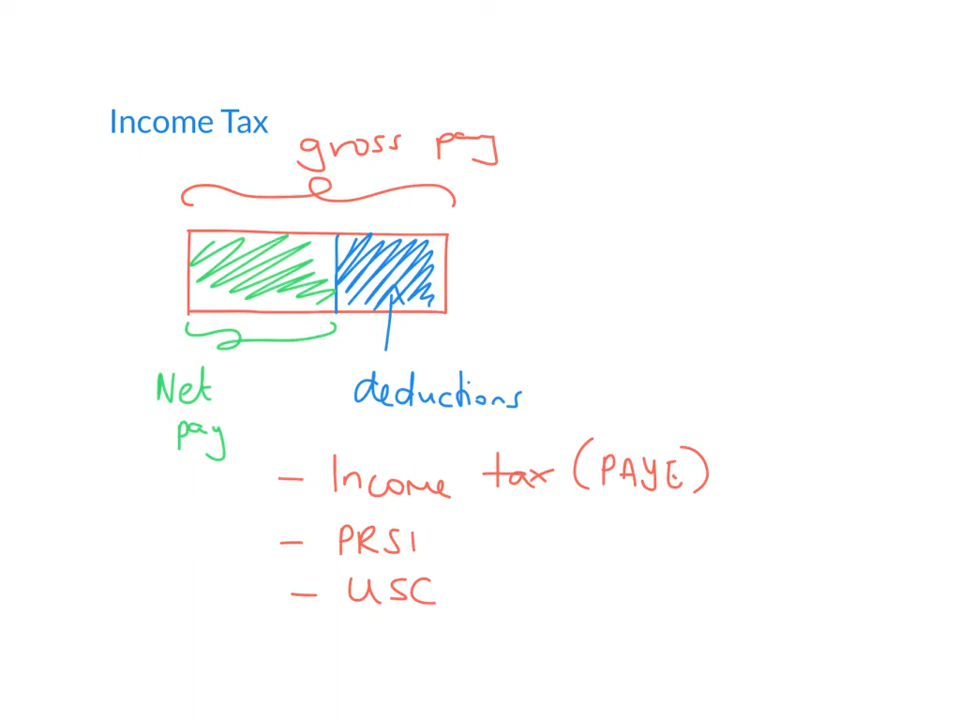 Income Tax
gross pay
Net
pay
deductions
- Income tax (PAYE)
- PRSI
- USC